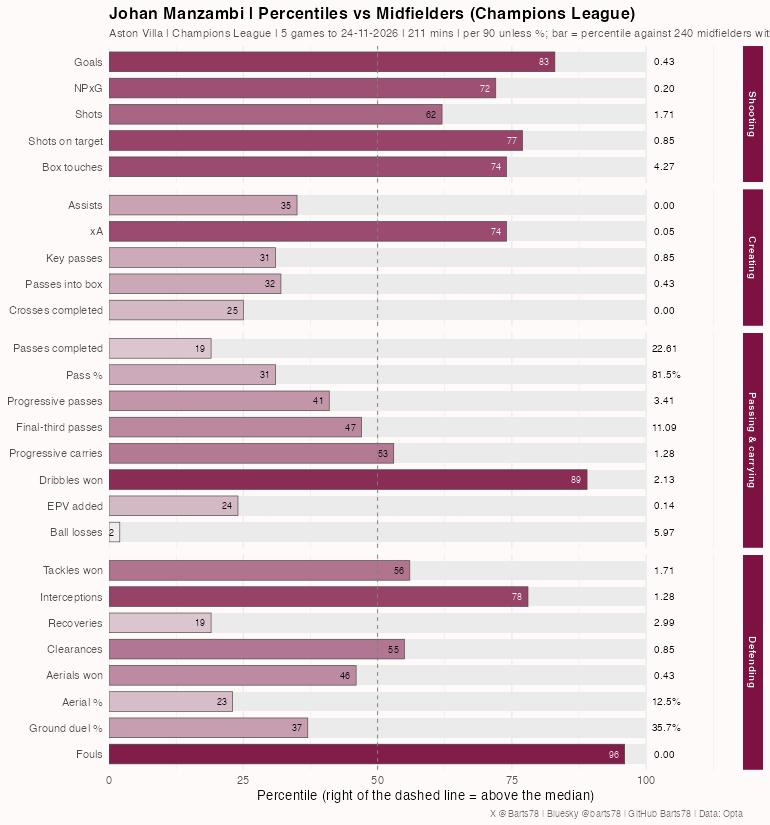 Johan Manzambi | Percentiles vs Midfielders (Champions League)
Aston Villa | Champions League | 5 games to 24-11-2026 | 211 mins | per 90 unless %; bar = percentile against 240 midfielders
Shooting
Goals 83 0.43
NPxG 72 0.20
Shots 62 1.71
Shots on target 77 0.85
Box touches 74 4.27
Creating
Assists 35 0.00
xA 74 0.05
Key passes 31 0.85
Passes into box 32 0.43
Crosses completed 25 0.00
Passing & carrying
Passes completed 19 22.61
Pass % 31 81.5%
Progressive passes 41 3.41
Final-third passes 47 11.09
Progressive carries 53 1.28
Dribbles won 89 2.13
EPV added 24 0.14
Ball losses 2 5.97
Defending
Tackles won 56 1.71
Interceptions 78 1.28
Recoveries 19 2.99
Clearances 55 0.85
Aerials won 46 0.43
Aerial % 23 12.5%
Ground duel % 37 35.7%
Fouls 96 0.00
0 25 50 75 100
Percentile (right of the dashed line = above the median)
X @Barts78 | Bluesky @barts78 | GitHub Barts78 | Data: Opta